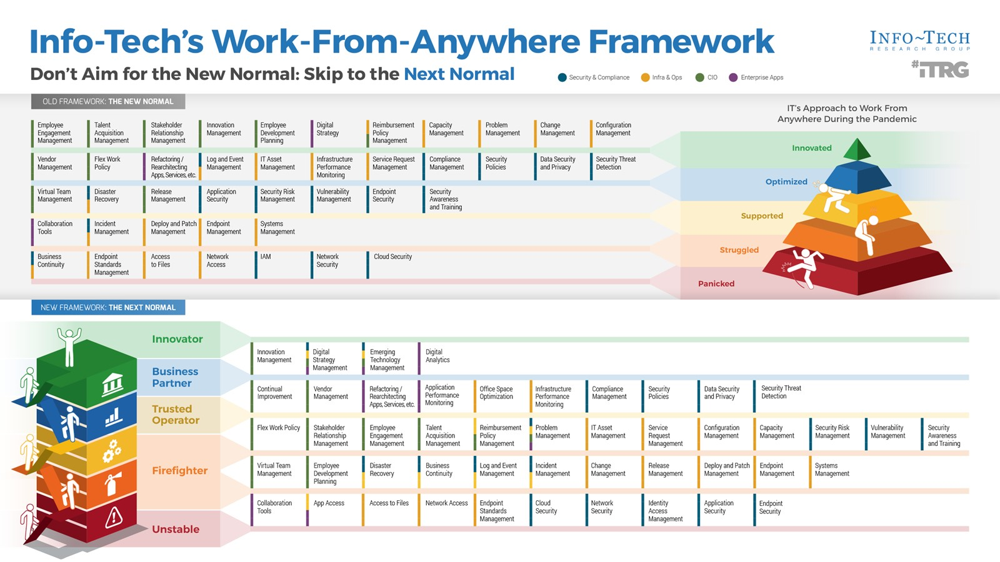 Info-Tech's Work-From-Anywhere Framework
Don't Aim for the New Normal: Skip to the Next Normal
Security & Compliance
Infra & Ops
CIO
Enterprise Apps
INFO~TECH
RESEARCH GROUP
#iTRG
OLD FRAMEWORK: THE NEW NORMAL
IT's Approach to Work From
Anywhere During the Pandemic
Employee
Engagement
Management
Talent
Acquisition
Management
Stakeholder
Relationship
Management
Innovation
Management
Employee
Development
Planning
Digital
Strategy
Reimbursement
Policy
Management
Capacity
Management
Problem
Management
Change
Management
Configuration
Management
Innovated
Vendor
Management
Flex Work
Policy
Refactoring /
Rearchitecting
Apps, Services, etc.
Log and Event
Management
IT Asset
Management
Infrastructure
Performance
Monitoring
Service Request
Management
Compliance
Management
Security
Policies
Data Security
and Privacy
Security Threat
Detection
Optimized
Virtual Team
Management
Disaster
Recovery
Release
Management
Application
Security
Security Risk
Management
Vulnerability
Management
Endpoint
Security
Security
Awareness
and Training
Supported
Collaboration
Tools
Incident
Management
Deploy and Patch
Management
Endpoint
Management
Systems
Management
Struggled
Business
Continuity
Endpoint
Standards
Management
Access
to Files
Network
Access
IAM
Network
Security
Cloud Security
Panicked
NEW FRAMEWORK: THE NEXT NORMAL
Innovator
Innovation
Management
Digital
Strategy
Management
Emerging
Technology
Management
Digital
Analytics
Business
Partner
Continual
Improvement
Vendor
Management
Refactoring /
Rearchitecting
Apps, Services, etc.
Application
Performance
Monitoring
Office Space
Optimization
Infrastructure
Performance
Monitoring
Compliance
Management
Security
Policies
Data Security
and Privacy
Security Threat
Detection
Trusted
Operator
Flex Work Policy
Stakeholder
Relationship
Management
Employee
Engagement
Management
Talent
Acquisition
Management
Reimbursement
Policy
Management
Problem
Management
IT Asset
Management
Service
Request
Management
Configuration
Management
Capacity
Management
Security Risk
Management
Vulnerability
Management
Security
Awareness
and Training
Firefighter
Virtual Team
Management
Employee
Development
Planning
Disaster
Recovery
Business
Continuity
Log and Event
Management
Incident
Management
Change
Management
Release
Management
Deploy and Patch
Management
Endpoint
Management
Systems
Management
Unstable
Collaboration
Tools
App Access
Access to Files
Network Access
Endpoint
Standards
Management
Cloud
Security
Network
Security
Identity
Access
Management
Application
Security
Endpoint
Security